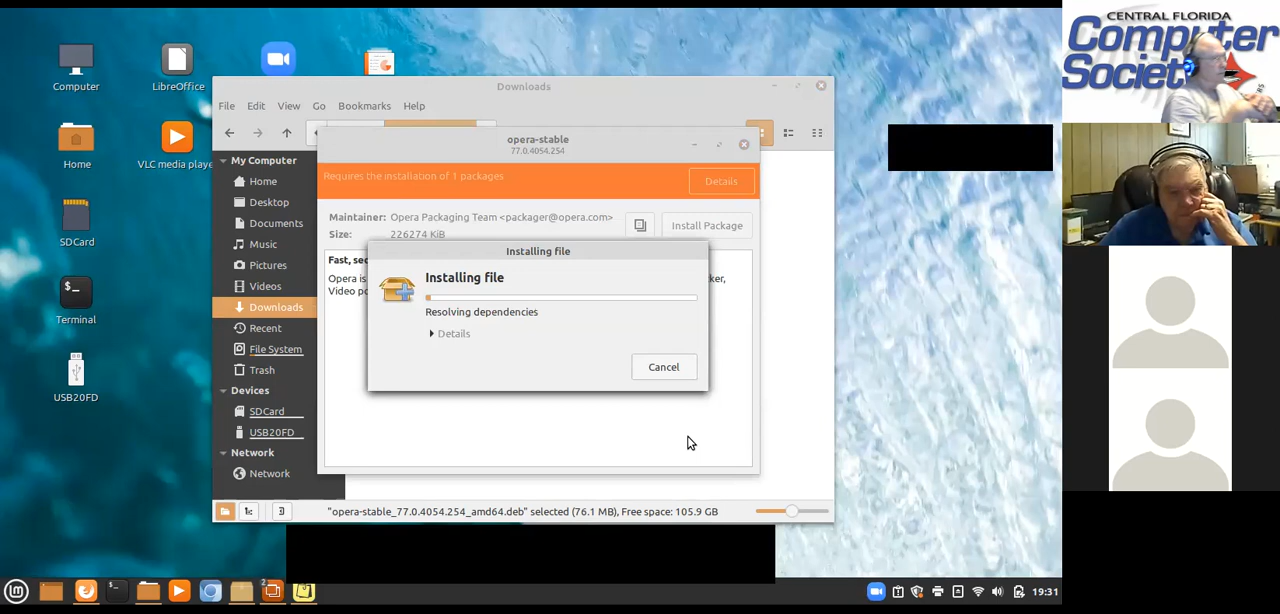 CENTRAL FLORIDA
Computer
Societ
Computer
LibreOffice
Home
VLC media playe
SDCard
Terminal
USB20FD
Downloads
File Edit View Go Bookmarks Help
My Computer
Home
Desktop
Documents
Music
Pictures
Videos
Downloads
Recent
File System
Trash
Devices
SDCard
USB20FD
Network
Network
opera-stable
77.0.4054.254
Requires the installation of 1 packages
Details
Maintainer: Opera Packaging Team <packager@opera.com>
Install Package
Size: 226274 KiB
Fast, sec
Opera is
ker,
Video po
Installing file
Installing file
Resolving dependencies
Details
Cancel
"opera-stable_77.0.4054.254_amd64.deb" selected (76.1 MB), Free space: 105.9 GB
2
19:31